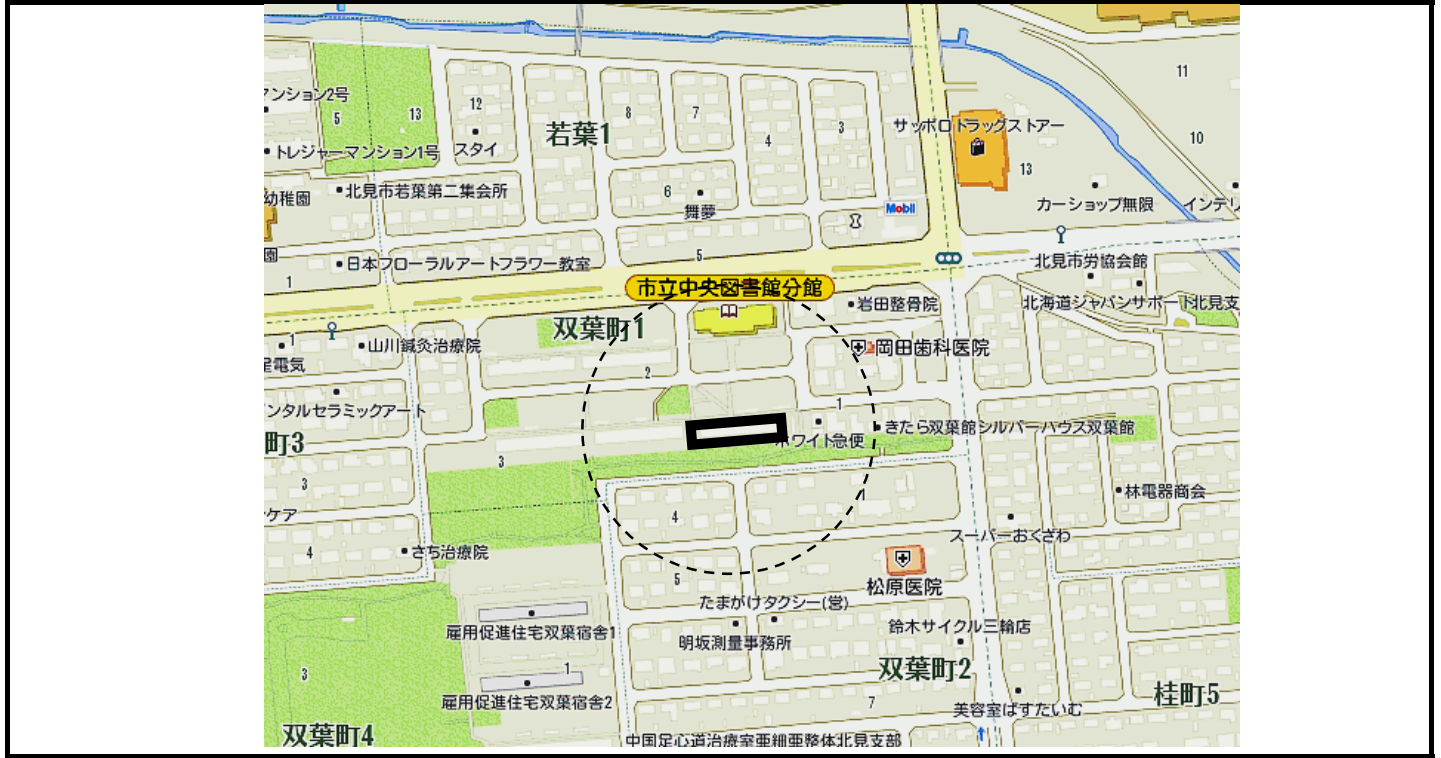 11
マンション2号
12
8
7
5
13
4
3
サッポロドラッグストアー
10
若葉1
トレジャーマンション1号
スタイ
13
幼稚園
北見市若葉第二集会所
6
舞夢
Mobil
カーショップ無限
インテリ
園
日本フローラルアートフラワー教室
5
北見市労協会館
1
市立中央図書館分館
岩田整骨院
北海道ジャパンサポート北見支
双葉町1
1
山川鍼灸治療院
岡田歯科医院
電気
2
ンタルセラミックアート
1
町3
ホワイト急便
きたら双葉館シルバーハウス双葉館
3
3
林電器商会
ケア
4
4
さち治療院
スーパーおくざわ
5
松原医院
たまがけタクシー(営)
雇用促進住宅双葉宿舎1
明坂測量事務所
鈴木サイクル三輪店
3
1
双葉町2
雇用促進住宅双葉宿舎2
7
美容室ぱすたいむ
桂町5
双葉町4
中国足心道治療室亜細亜整体北見支部